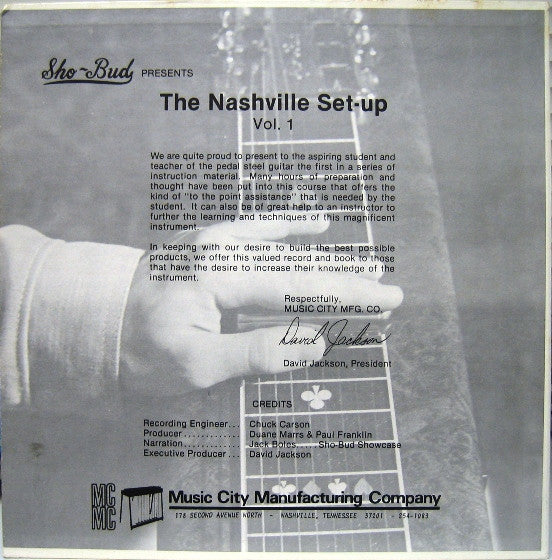 Sho~Bud PRESENTS
The Nashville Set-up
Vol. 1
We are quite proud to present to the aspiring student and
teacher of the pedal steel guitar the first in a series of
instruction material. Many hours of preparation and
thought have been put into this course that offers the
kind of "to the point assistance" that is needed by the
student. It can also be of great help to an instructor to
further the learning and techniques of this magnificent
instrument.
In keeping with our desire to build the best possible
products, we offer this valued record and book to those
that have the desire to increase their knowledge of the
instrument.
Respectfully,
MUSIC CITY MFG. CO.
David Jackson
David Jackson, President
CREDITS
Recording Engineer... Chuck Carson
Producer ............ Duane Marrs & Paul Franklin
Narration............ Jack Boles.....Sho-Bud Showcase
Executive Producer ... David Jackson
MC
MC
Music City Manufacturing Company
176 SECOND AVENUE NORTH - NASHVILLE, TENNESSEE 37201 - 254-1983